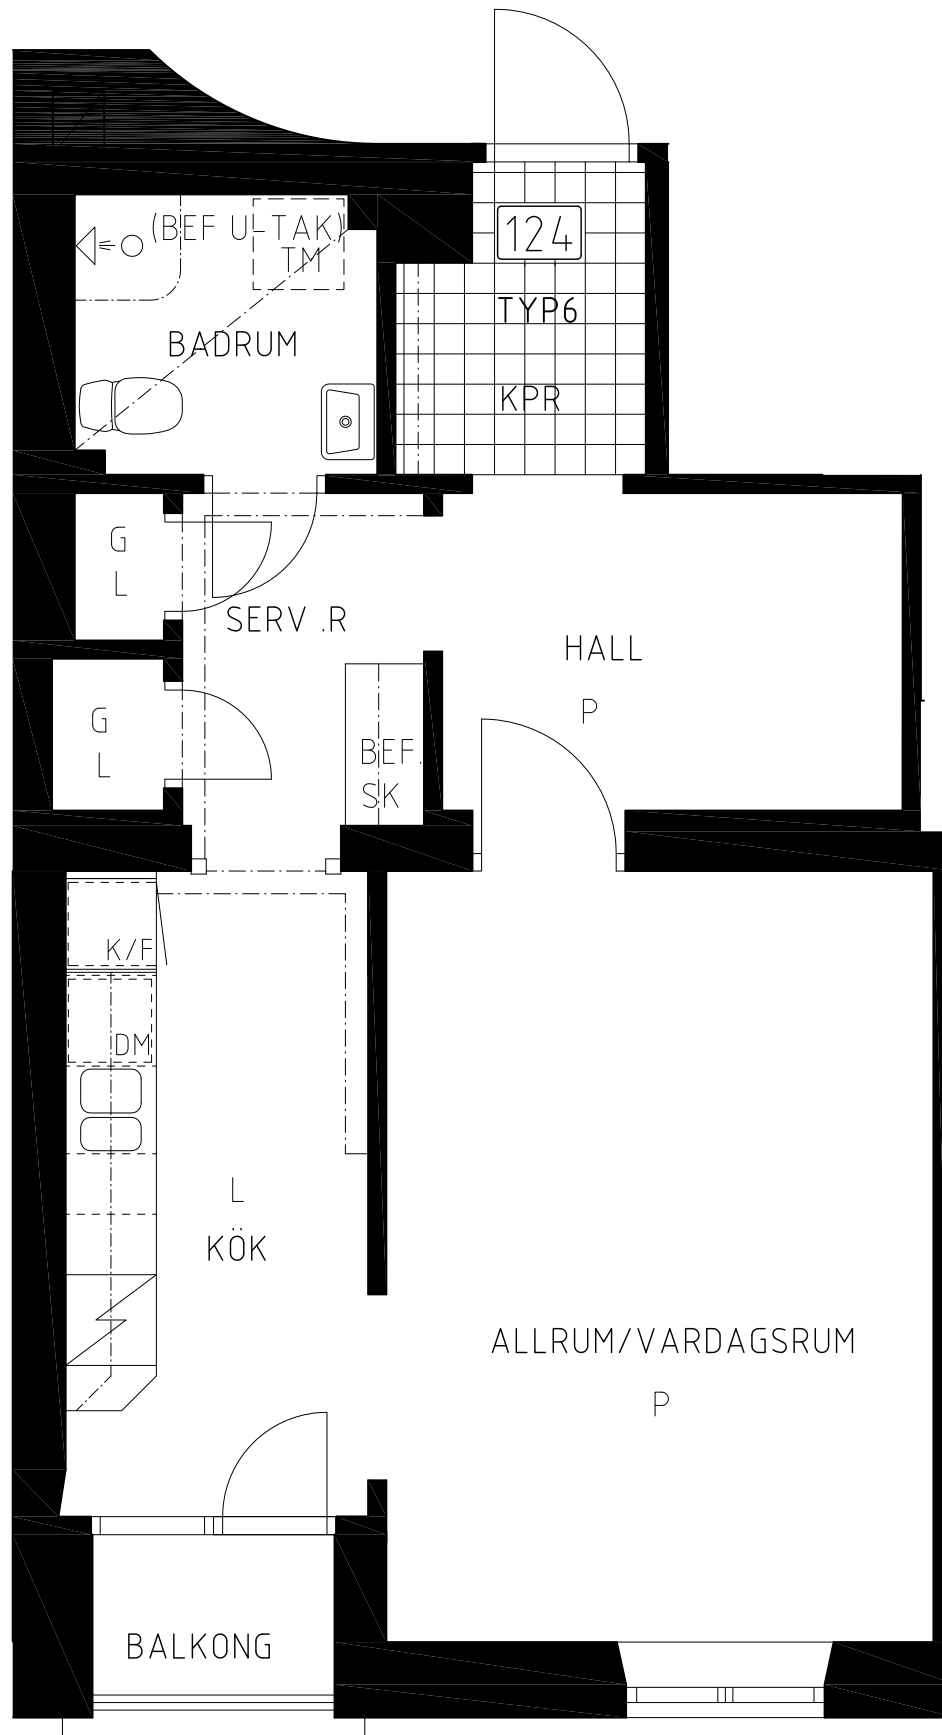 124
(BEF U-TAK)
TM
TYP6
BADRUM
KPR
G
L
SERV.R
HALL
P
G
L
BEF.
SK
K/F
DM
L
KÖK
ALLRUM/VARDAGSRUM
P
BALKONG